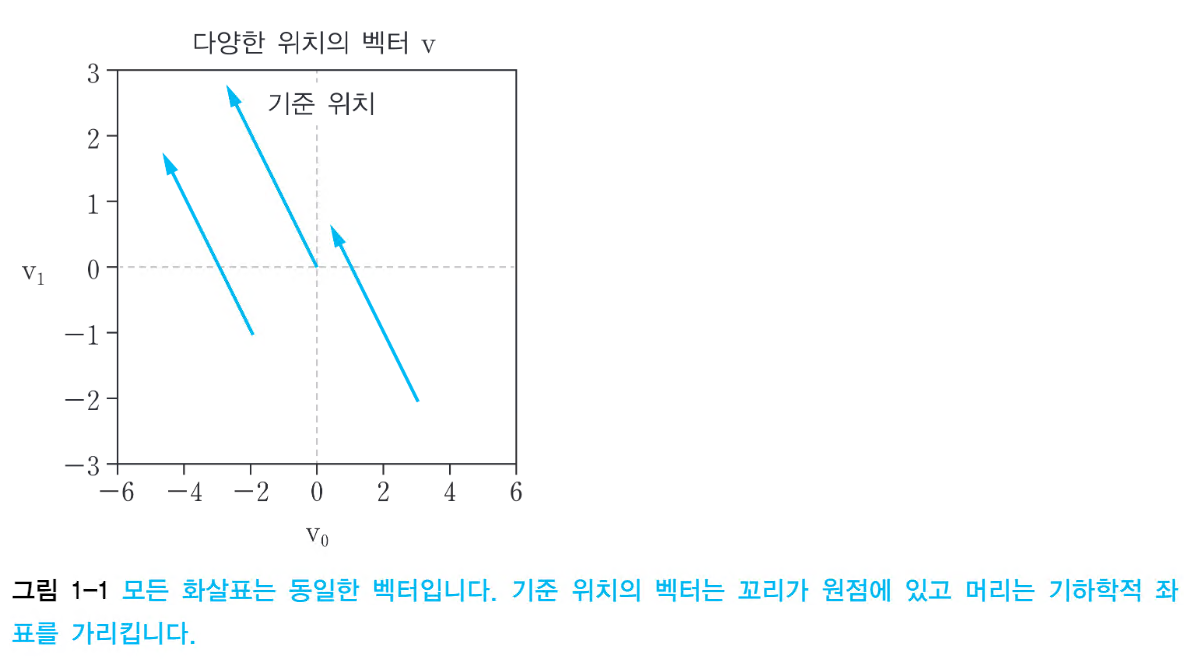 다양한 위치의 벡터 v
3
기준 위치
2
1
v₁
0
−1
−2
−3
−6 −4 −2 0 2 4 6
v₀
그림 1-1 모든 화살표는 동일한 벡터입니다. 기준 위치의 벡터는 꼬리가 원점에 있고 머리는 기하학적 좌
표를 가리킵니다.